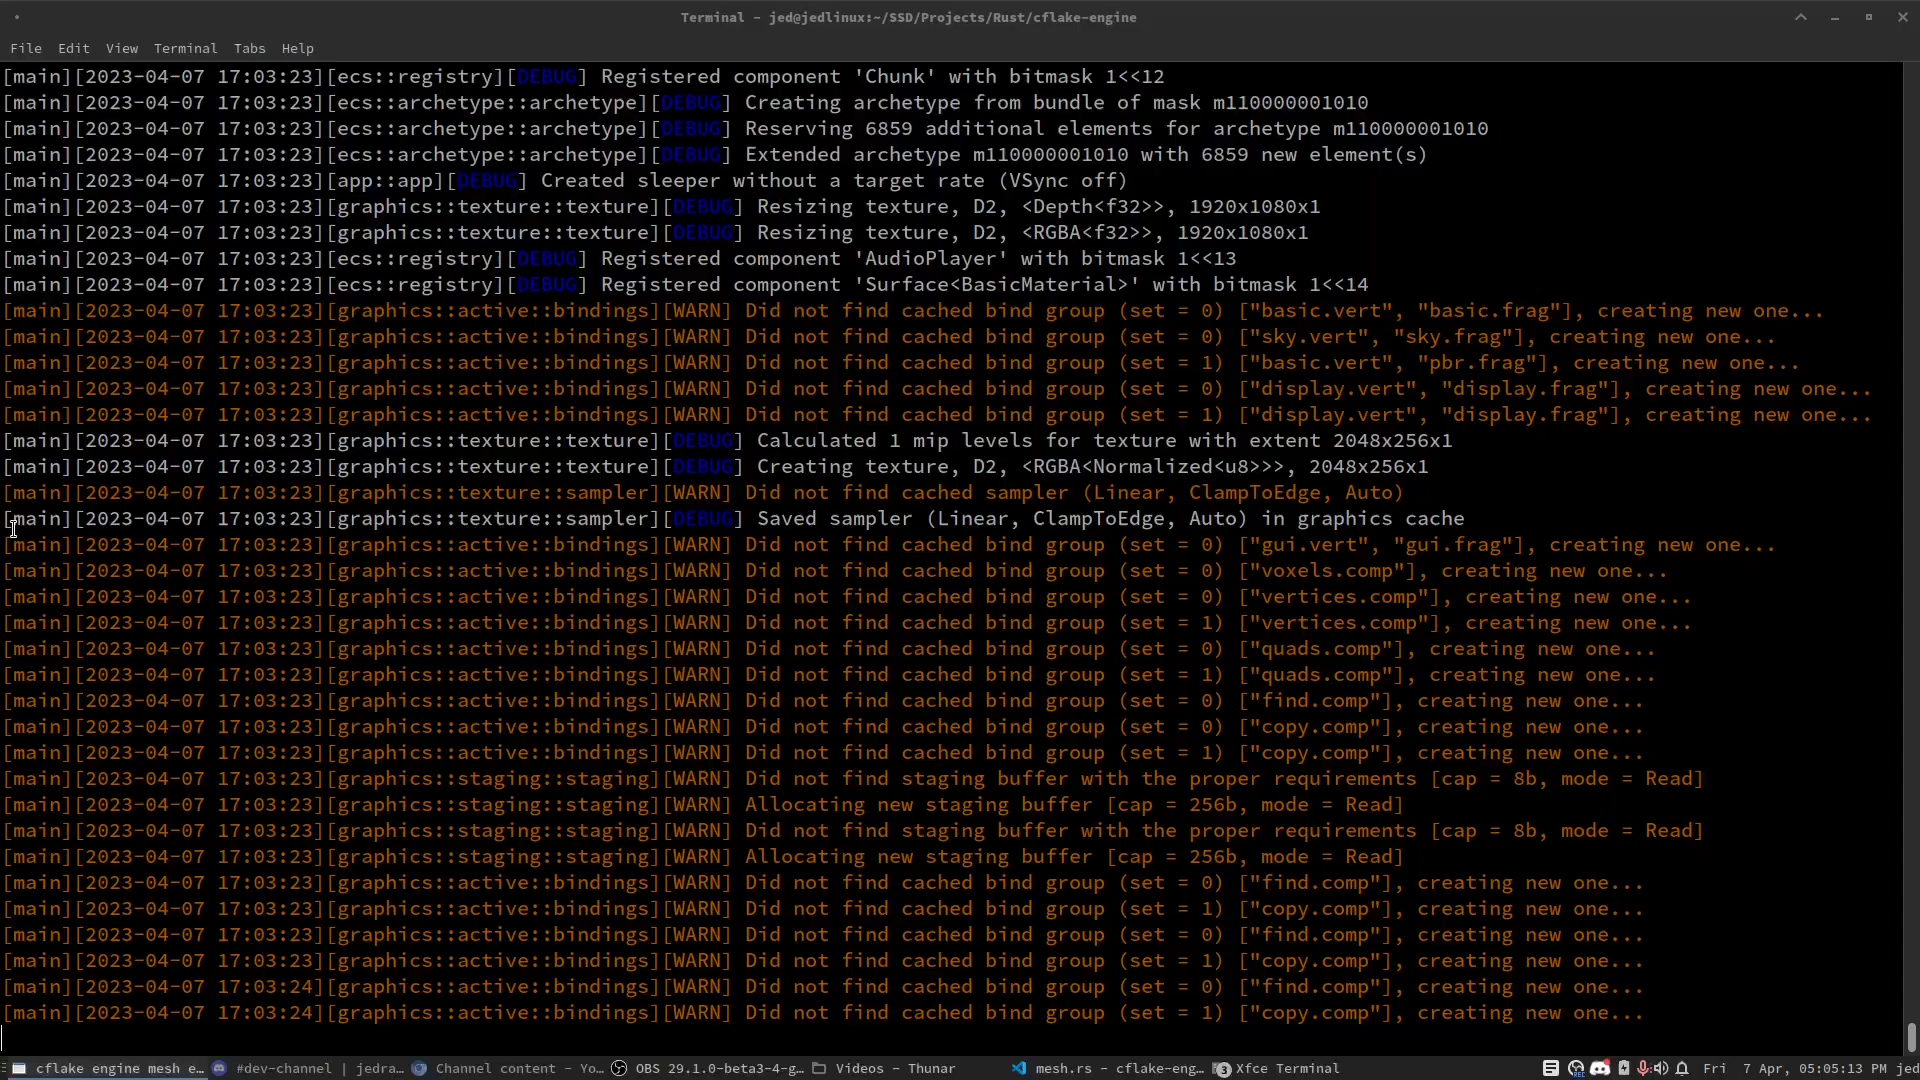 Terminal - jed@jedlinux:~/SSD/Projects/Rust/cflake-engine
File Edit View Terminal Tabs Help
[main][2023-04-07 17:03:23][ecs::registry][DEBUG] Registered component 'Chunk' with bitmask 1<<12
[main][2023-04-07 17:03:23][ecs::archetype::archetype][DEBUG] Creating archetype from bundle of mask m110000001010
[main][2023-04-07 17:03:23][ecs::archetype::archetype][DEBUG] Reserving 6859 additional elements for archetype m110000001010
[main][2023-04-07 17:03:23][ecs::archetype::archetype][DEBUG] Extended archetype m110000001010 with 6859 new element(s)
[main][2023-04-07 17:03:23][app::app][DEBUG] Created sleeper without a target rate (VSync off)
[main][2023-04-07 17:03:23][graphics::texture::texture][DEBUG] Resizing texture, D2, <Depth<f32>>, 1920x1080x1
[main][2023-04-07 17:03:23][graphics::texture::texture][DEBUG] Resizing texture, D2, <RGBA<f32>>, 1920x1080x1
[main][2023-04-07 17:03:23][ecs::registry][DEBUG] Registered component 'AudioPlayer' with bitmask 1<<13
[main][2023-04-07 17:03:23][ecs::registry][DEBUG] Registered component 'Surface<BasicMaterial>' with bitmask 1<<14
[main][2023-04-07 17:03:23][graphics::active::bindings][WARN] Did not find cached bind group (set = 0) ["basic.vert", "basic.frag"], creating new one...
[main][2023-04-07 17:03:23][graphics::active::bindings][WARN] Did not find cached bind group (set = 0) ["sky.vert", "sky.frag"], creating new one...
[main][2023-04-07 17:03:23][graphics::active::bindings][WARN] Did not find cached bind group (set = 1) ["basic.vert", "pbr.frag"], creating new one...
[main][2023-04-07 17:03:23][graphics::active::bindings][WARN] Did not find cached bind group (set = 0) ["display.vert", "display.frag"], creating new one...
[main][2023-04-07 17:03:23][graphics::active::bindings][WARN] Did not find cached bind group (set = 1) ["display.vert", "display.frag"], creating new one...
[main][2023-04-07 17:03:23][graphics::texture::texture][DEBUG] Calculated 1 mip levels for texture with extent 2048x256x1
[main][2023-04-07 17:03:23][graphics::texture::texture][DEBUG] Creating texture, D2, <RGBA<Normalized<u8>>>, 2048x256x1
[main][2023-04-07 17:03:23][graphics::texture::sampler][WARN] Did not find cached sampler (Linear, ClampToEdge, Auto)
[main][2023-04-07 17:03:23][graphics::texture::sampler][DEBUG] Saved sampler (Linear, ClampToEdge, Auto) in graphics cache
[main][2023-04-07 17:03:23][graphics::active::bindings][WARN] Did not find cached bind group (set = 0) ["gui.vert", "gui.frag"], creating new one...
[main][2023-04-07 17:03:23][graphics::active::bindings][WARN] Did not find cached bind group (set = 0) ["voxels.comp"], creating new one...
[main][2023-04-07 17:03:23][graphics::active::bindings][WARN] Did not find cached bind group (set = 0) ["vertices.comp"], creating new one...
[main][2023-04-07 17:03:23][graphics::active::bindings][WARN] Did not find cached bind group (set = 1) ["vertices.comp"], creating new one...
[main][2023-04-07 17:03:23][graphics::active::bindings][WARN] Did not find cached bind group (set = 0) ["quads.comp"], creating new one...
[main][2023-04-07 17:03:23][graphics::active::bindings][WARN] Did not find cached bind group (set = 1) ["quads.comp"], creating new one...
[main][2023-04-07 17:03:23][graphics::active::bindings][WARN] Did not find cached bind group (set = 0) ["find.comp"], creating new one...
[main][2023-04-07 17:03:23][graphics::active::bindings][WARN] Did not find cached bind group (set = 0) ["copy.comp"], creating new one...
[main][2023-04-07 17:03:23][graphics::active::bindings][WARN] Did not find cached bind group (set = 1) ["copy.comp"], creating new one...
[main][2023-04-07 17:03:23][graphics::staging::staging][WARN] Did not find staging buffer with the proper requirements [cap = 8b, mode = Read]
[main][2023-04-07 17:03:23][graphics::staging::staging][WARN] Allocating new staging buffer [cap = 256b, mode = Read]
[main][2023-04-07 17:03:23][graphics::staging::staging][WARN] Did not find staging buffer with the proper requirements [cap = 8b, mode = Read]
[main][2023-04-07 17:03:23][graphics::staging::staging][WARN] Allocating new staging buffer [cap = 256b, mode = Read]
[main][2023-04-07 17:03:23][graphics::active::bindings][WARN] Did not find cached bind group (set = 0) ["find.comp"], creating new one...
[main][2023-04-07 17:03:23][graphics::active::bindings][WARN] Did not find cached bind group (set = 1) ["copy.comp"], creating new one...
[main][2023-04-07 17:03:23][graphics::active::bindings][WARN] Did not find cached bind group (set = 0) ["find.comp"], creating new one...
[main][2023-04-07 17:03:23][graphics::active::bindings][WARN] Did not find cached bind group (set = 1) ["copy.comp"], creating new one...
[main][2023-04-07 17:03:24][graphics::active::bindings][WARN] Did not find cached bind group (set = 0) ["find.comp"], creating new one...
[main][2023-04-07 17:03:24][graphics::active::bindings][WARN] Did not find cached bind group (set = 1) ["copy.comp"], creating new one...
cflake engine mesh e... #dev-channel | jedra... Channel content - Yo... OBS 29.1.0-beta3-4-g... Videos - Thunar mesh.rs - cflake-eng... 3 Xfce Terminal Fri 7 Apr, 05:05:13 PM jed